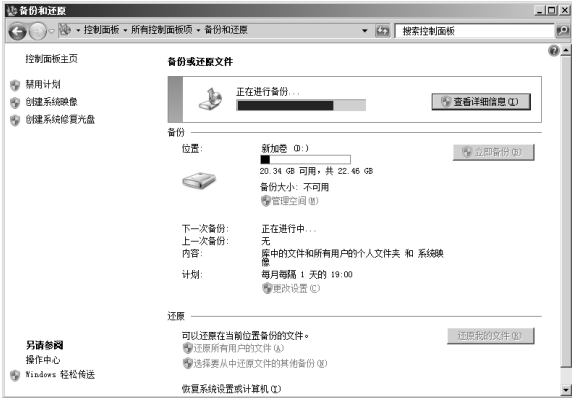 备份和还原
控制面板 所有控制面板项 备份和还原
搜索控制面板
控制面板主页
禁用计划
创建系统映像
创建系统修复光盘
备份或还原文件
正在进行备份...
查看详细信息(I)
备份
位置:
新加卷 (D:)
立即备份(B)
20.34 GB 可用，共 22.46 GB
备份大小: 不可用
管理空间(M)
下一次备份:
正在进行中...
上一次备份:
无
内容:
库中的文件和所有用户的个人文件夹 和 系统映
像
计划:
每月每隔 1 天的 19:00
更改设置(C)
还原
可以还原在当前位置备份的文件。
还原我的文件(R)
还原所有用户的文件(A)
选择要从中还原文件的其他备份(N)
恢复系统设置或计算机(Y)
另请参阅
操作中心
Windows 轻松传送